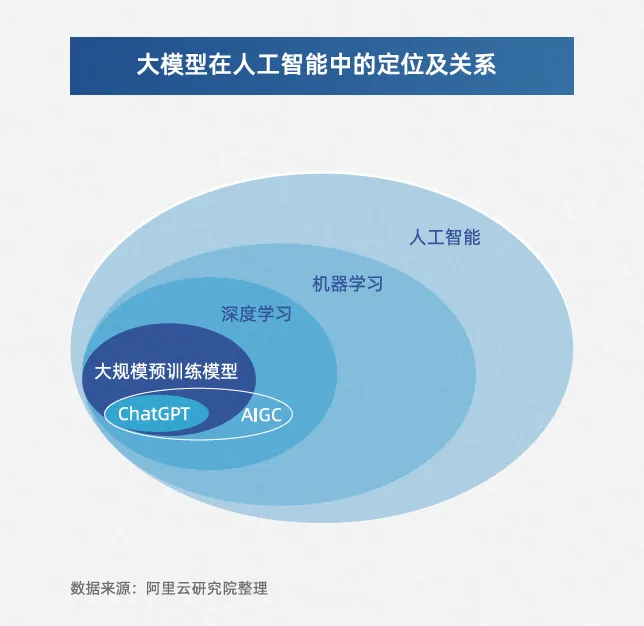 大模型在人工智能中的定位及关系
人工智能
机器学习
深度学习
大规模预训练模型
ChatGPT
AIGC
数据来源：阿里云研究院整理